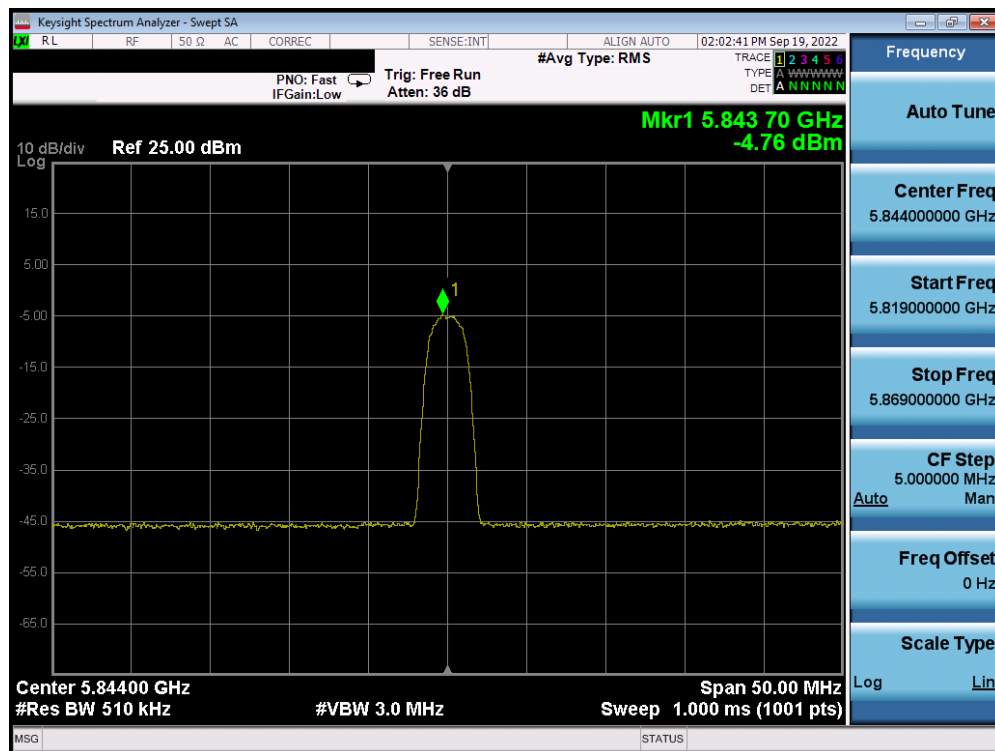 Keysight Spectrum Analyzer - Swept SA
LXI RL RF 50 Ω AC CORREC SENSE:INT ALIGN AUTO 02:02:41 PM Sep 19, 2022
PNO: Fast
IFGain:Low
Trig: Free Run
Atten: 36 dB
#Avg Type: RMS
TRACE 1 2 3 4 5 6
TYPE A WWWWW
DET A N N N N N
Mkr1 5.843 70 GHz
-4.76 dBm
10 dB/div
Log
Ref 25.00 dBm
15.0
5.00
-5.00
-15.0
-25.0
-35.0
-45.0
-55.0
-65.0
1
Center 5.84400 GHz
Span 50.00 MHz
#Res BW 510 kHz
#VBW 3.0 MHz
Sweep 1.000 ms (1001 pts)
MSG
STATUS
Frequency
Auto Tune
Center Freq
5.844000000 GHz
Start Freq
5.819000000 GHz
Stop Freq
5.869000000 GHz
CF Step
5.000000 MHz
Auto Man
Freq Offset
0 Hz
Scale Type
Log Lin